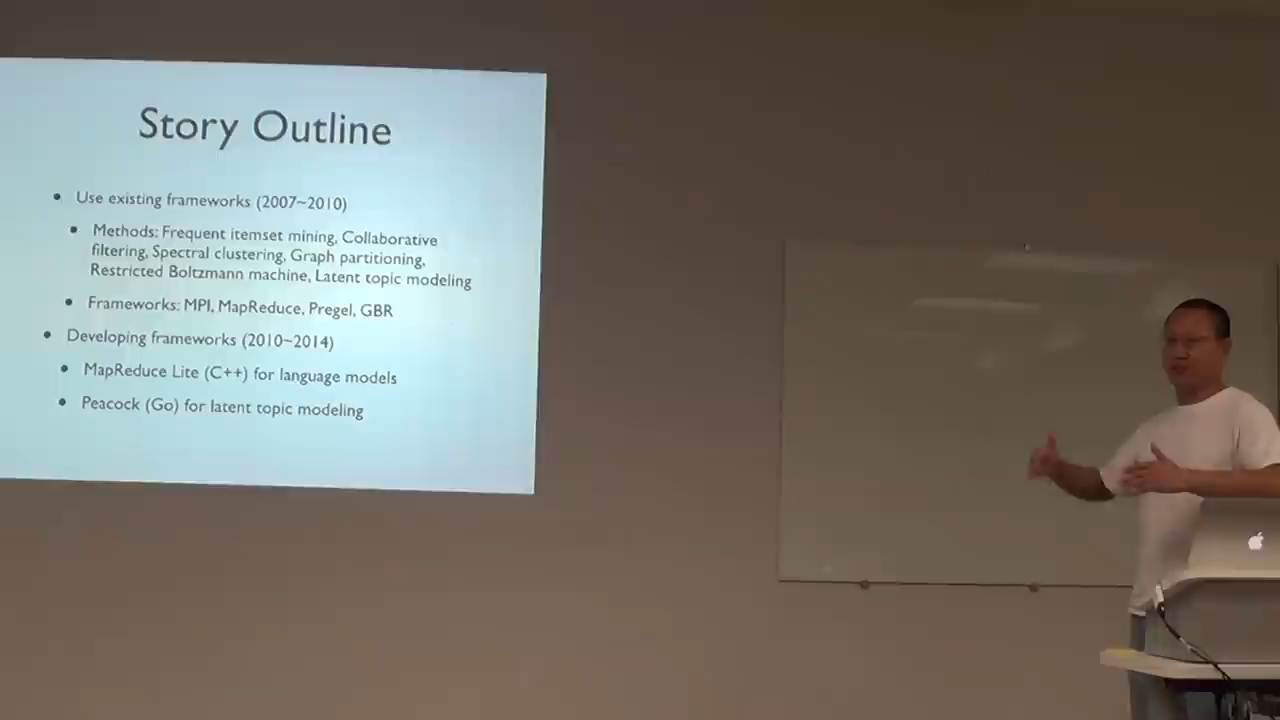 Story Outline
• Use existing frameworks (2007~2010)
• Methods: Frequent itemset mining, Collaborative
filtering, Spectral clustering, Graph partitioning,
Restricted Boltzmann machine, Latent topic modeling
• Frameworks: MPI, MapReduce, Pregel, GBR
• Developing frameworks (2010~2014)
• MapReduce Lite (C++) for language models
• Peacock (Go) for latent topic modeling